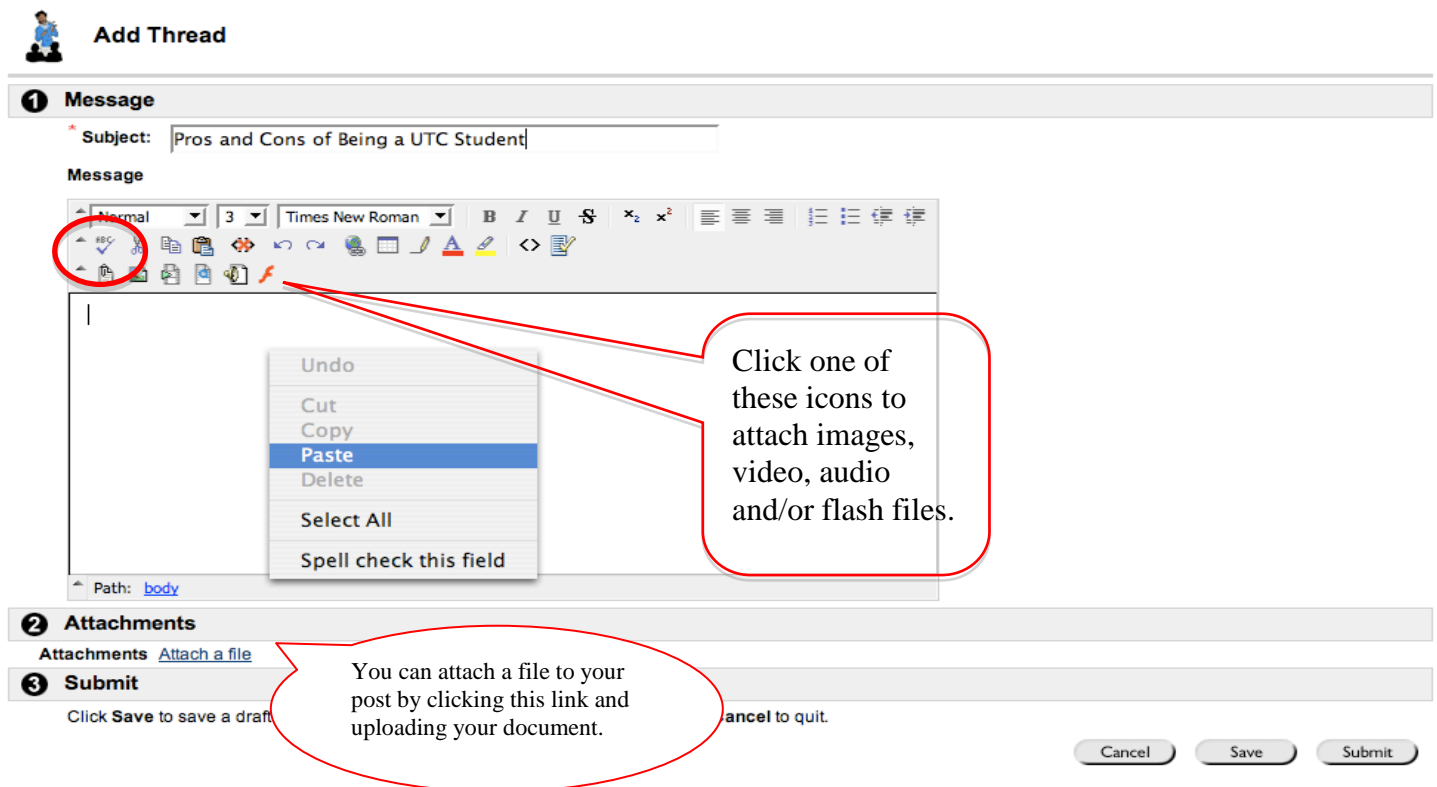 Add Thread
1 Message
* Subject: Pros and Cons of Being a UTC Student
Message
Normal 3 Times New Roman B I U S x₂ x²
ABC
Undo
Cut
Copy
Paste
Delete
Select All
Spell check this field
Click one of
these icons to
attach images,
video, audio
and/or flash files.
Path: body
2 Attachments
Attachments Attach a file
You can attach a file to your
post by clicking this link and
uploading your document.
3 Submit
Click Save to save a draft
ancel to quit.
Cancel Save Submit